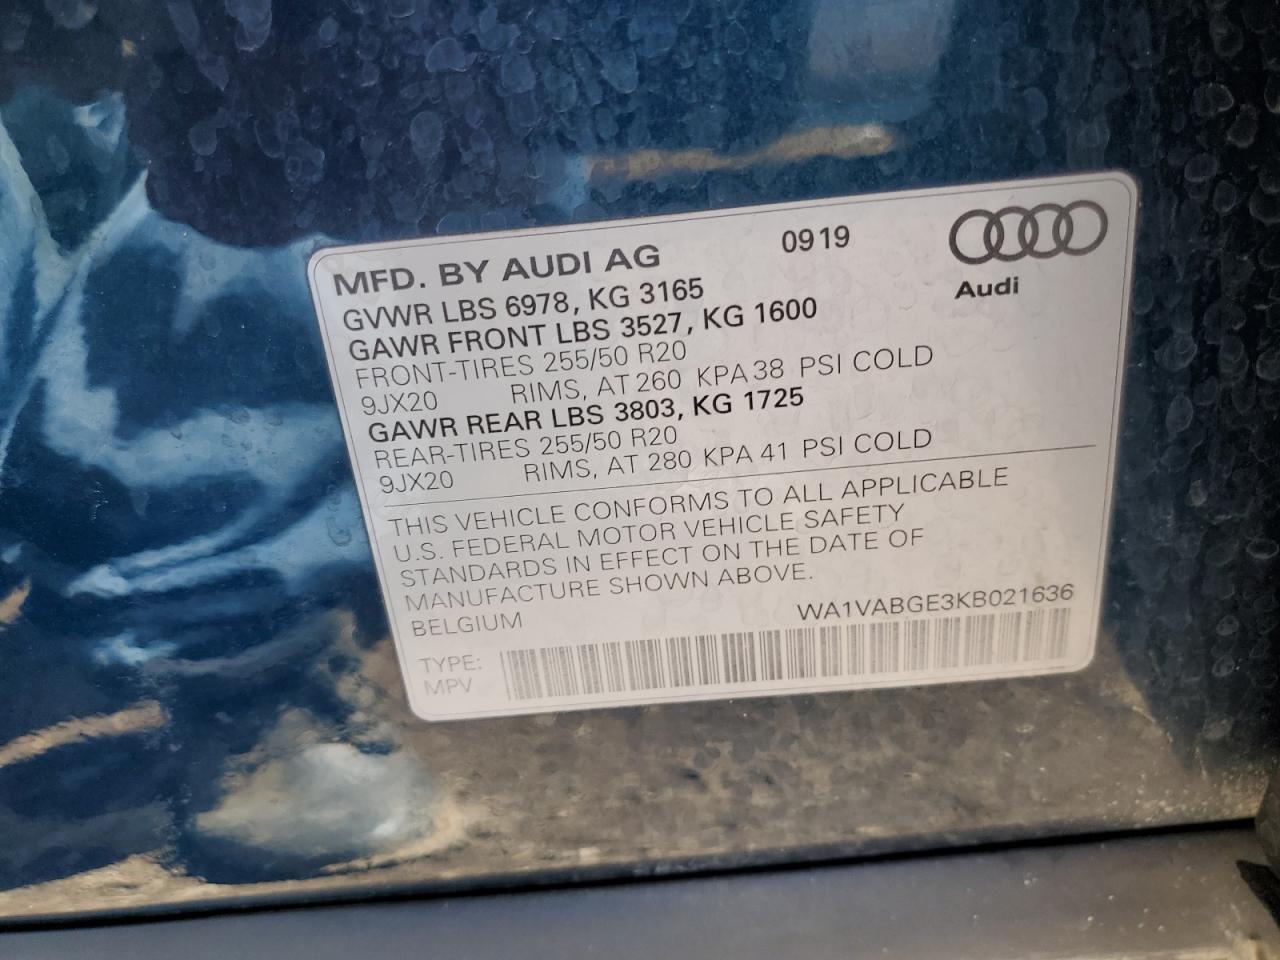 MFD. BY AUDI AG 0919
Audi
GVWR LBS 6978, KG 3165
GAWR FRONT LBS 3527, KG 1600
FRONT-TIRES 255/50 R20
9JX20 RIMS, AT 260 KPA 38 PSI COLD
GAWR REAR LBS 3803, KG 1725
REAR-TIRES 255/50 R20
9JX20 RIMS, AT 280 KPA 41 PSI COLD
THIS VEHICLE CONFORMS TO ALL APPLICABLE
U.S. FEDERAL MOTOR VEHICLE SAFETY
STANDARDS IN EFFECT ON THE DATE OF
MANUFACTURE SHOWN ABOVE.
BELGIUM WA1VABGE3KB021636
TYPE:
MPV